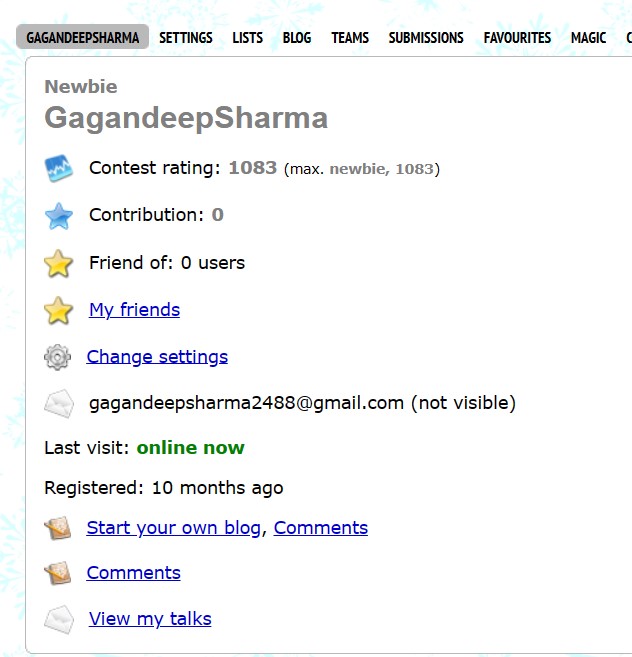 GAGANDEEPSHARMA SETTINGS LISTS BLOG TEAMS SUBMISSIONS FAVOURITES MAGIC
Newbie
GagandeepSharma
Contest rating: 1083 (max. newbie, 1083)
Contribution: 0
Friend of: 0 users
My friends
Change settings
gagandeepsharma2488@gmail.com (not visible)
Last visit: online now
Registered: 10 months ago
Start your own blog, Comments
Comments
View my talks